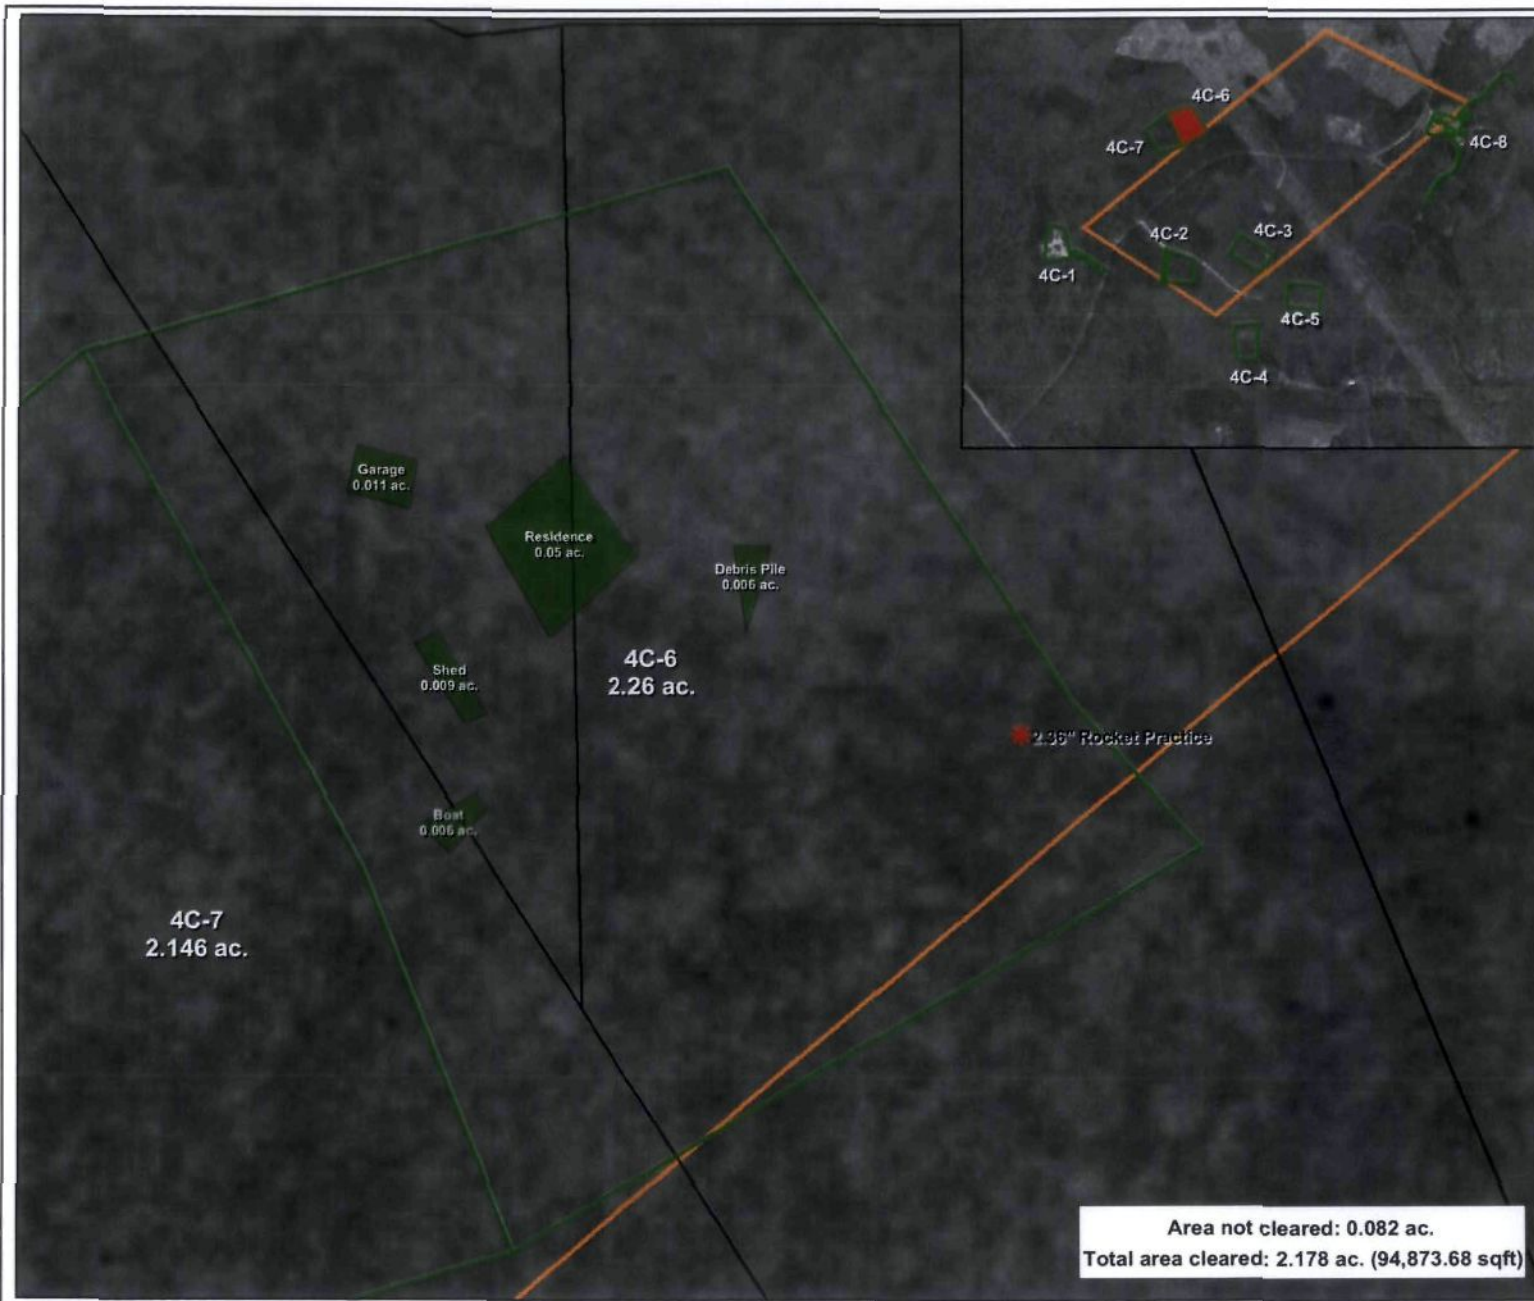 4C-6
4C-7
4C-8
4C-2
4C-3
4C-1
4C-5
4C-4
Garage
0.011 ac.
Residence
0.05 ac.
Debris Pile
0.006 ac.
4C-6
2.26 ac.
Shed
0.009 ac.
2.36" Rocket Practice
Boat
0.006 ac.
4C-7
2.146 ac.
Area not cleared: 0.082 ac.
Total area cleared: 2.178 ac. (94,873.68 sqft)